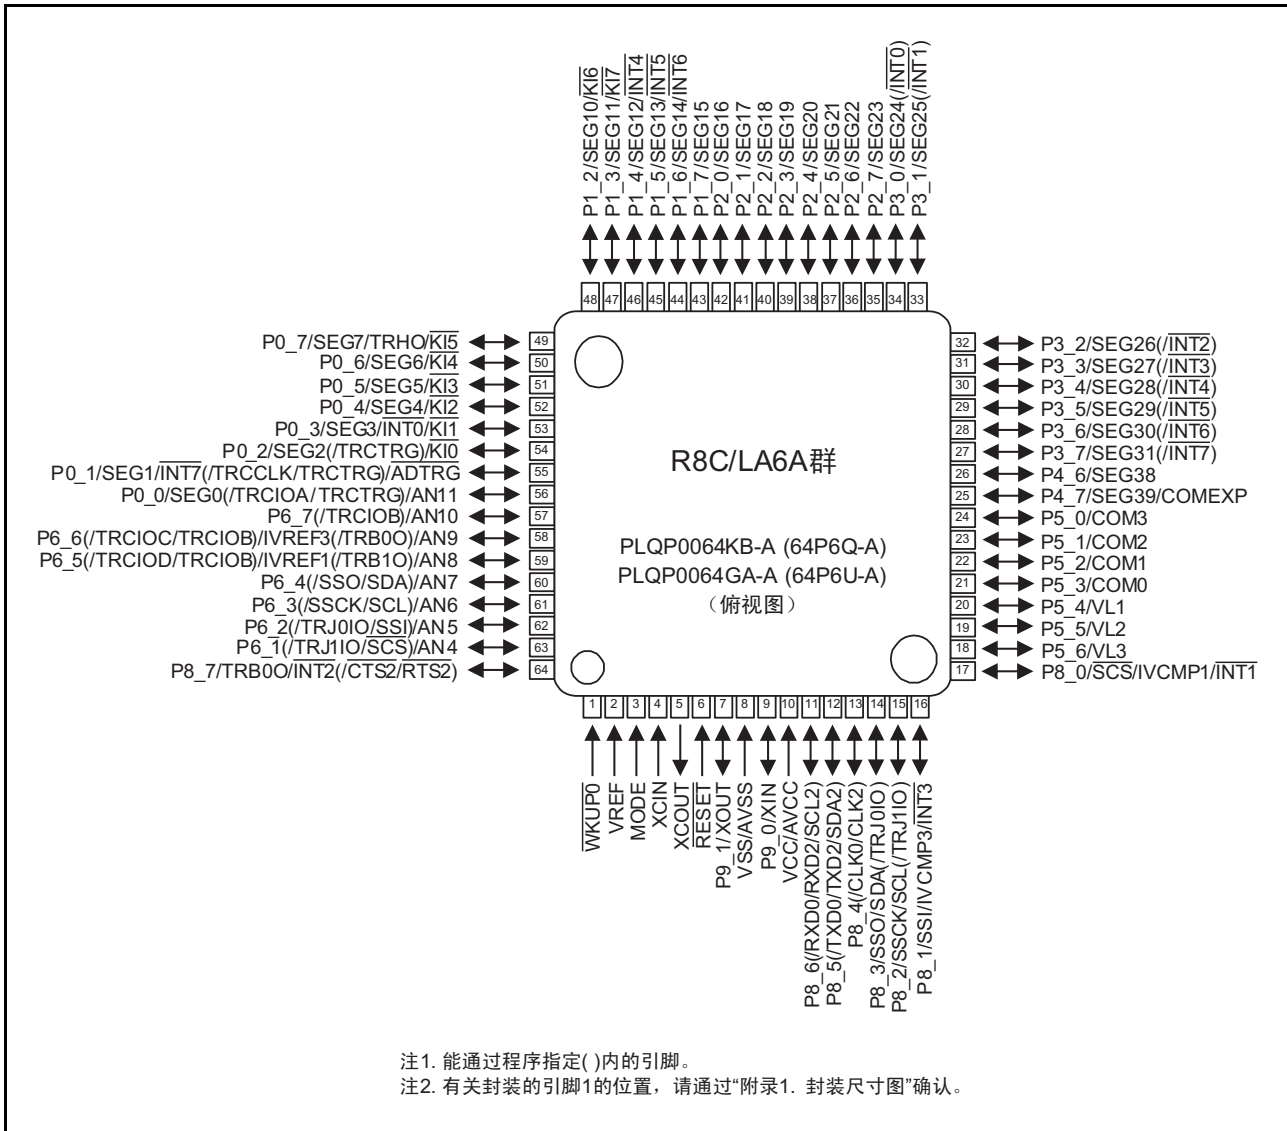 P1_2/SEG10/KI6
P1_3/SEG11/KI7
P1_4/SEG12/INT4
P1_5/SEG13/INT5
P1_6/SEG14/INT6
P1_7/SEG15
P2_0/SEG16
P2_1/SEG17
P2_2/SEG18
P2_3/SEG19
P2_4/SEG20
P2_5/SEG21
P2_6/SEG22
P2_7/SEG23
P3_0/SEG24(/INT0)
P3_1/SEG25(/INT1)
48 47 46 45 44 43 42 41 40 39 38 37 36 35 34 33
P0_7/SEG7/TRHO/KI5 49
P0_6/SEG6/KI4 50
P0_5/SEG5/KI3 51
P0_4/SEG4/KI2 52
P0_3/SEG3/INT0/KI1 53
P0_2/SEG2(/TRCTRG)/KI0 54
P0_1/SEG1/INT7(/TRCCLK/TRCTRG)/ADTRG 55
P0_0/SEG0(/TRCIOA/TRCTRG)/AN11 56
P6_7(/TRCIOB)/AN10 57
P6_6(/TRCIOC/TRCIOB)/IVREF3(/TRB0O)/AN9 58
P6_5(/TRCIOD/TRCIOB)/IVREF1(/TRB1O)/AN8 59
P6_4(/SSO/SDA)/AN7 60
P6_3(/SSCK/SCL)/AN6 61
P6_2(/TRJ0IO/SSI)/AN5 62
P6_1(/TRJ1IO/SCS)/AN4 63
P8_7/TRB0O/INT2(/CTS2/RTS2) 64
R8C/LA6A群
PLQP0064KB-A (64P6Q-A)
PLQP0064GA-A (64P6U-A)
（俯视图）
32 P3_2/SEG26(/INT2)
31 P3_3/SEG27(/INT3)
30 P3_4/SEG28(/INT4)
29 P3_5/SEG29(/INT5)
28 P3_6/SEG30(/INT6)
27 P3_7/SEG31(/INT7)
26 P4_6/SEG38
25 P4_7/SEG39/COMEXP
24 P5_0/COM3
23 P5_1/COM2
22 P5_2/COM1
21 P5_3/COM0
20 P5_4/VL1
19 P5_5/VL2
18 P5_6/VL3
17 P8_0/SCS/IVCMP1/INT1
1 2 3 4 5 6 7 8 9 10 11 12 13 14 15 16
WKUP0
VREF
MODE
XCIN
XCOUT
RESET
P9_1/XOUT
VSS/AVSS
P9_0/XIN
VCC/AVCC
P8_6(/RXD0/RXD2/SCL2)
P8_5(/TXD0/TXD2/SDA2)
P8_4(/CLK0/CLK2)
P8_3/SSO/SDA(/TRJ0IO)
P8_2/SSCK/SCL(/TRJ1IO)
P8_1/SSI/IVCMP3/INT3
注1. 能通过程序指定( )内的引脚。
注2. 有关封装的引脚1的位置，请通过“附录1. 封装尺寸图”确认。